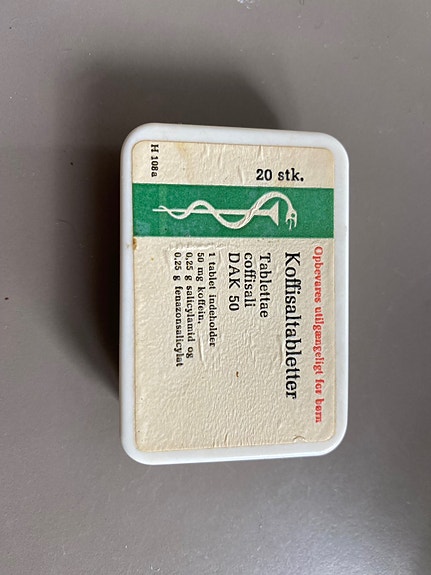 Opbevares utilgængeligt for børn
20 stk.
Koffisaltabletter
Tablettae
coffisali
DAK 50
1 tablet indeholder
50 mg koffein,
0,25 g salicylamid og
0,25 g fenazonsalicylat
H 108a